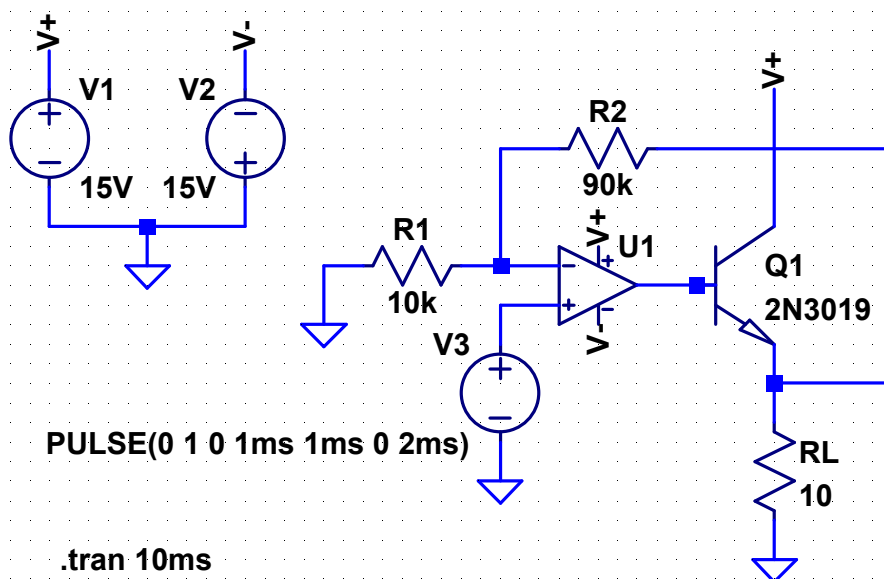 V+
V-
V1
V2
15V
15V
V+
R2
90k
R1
10k
V+
U1
V-
Q1
2N3019
V3
PULSE(0 1 0 1ms 1ms 0 2ms)
RL
10
.tran 10ms